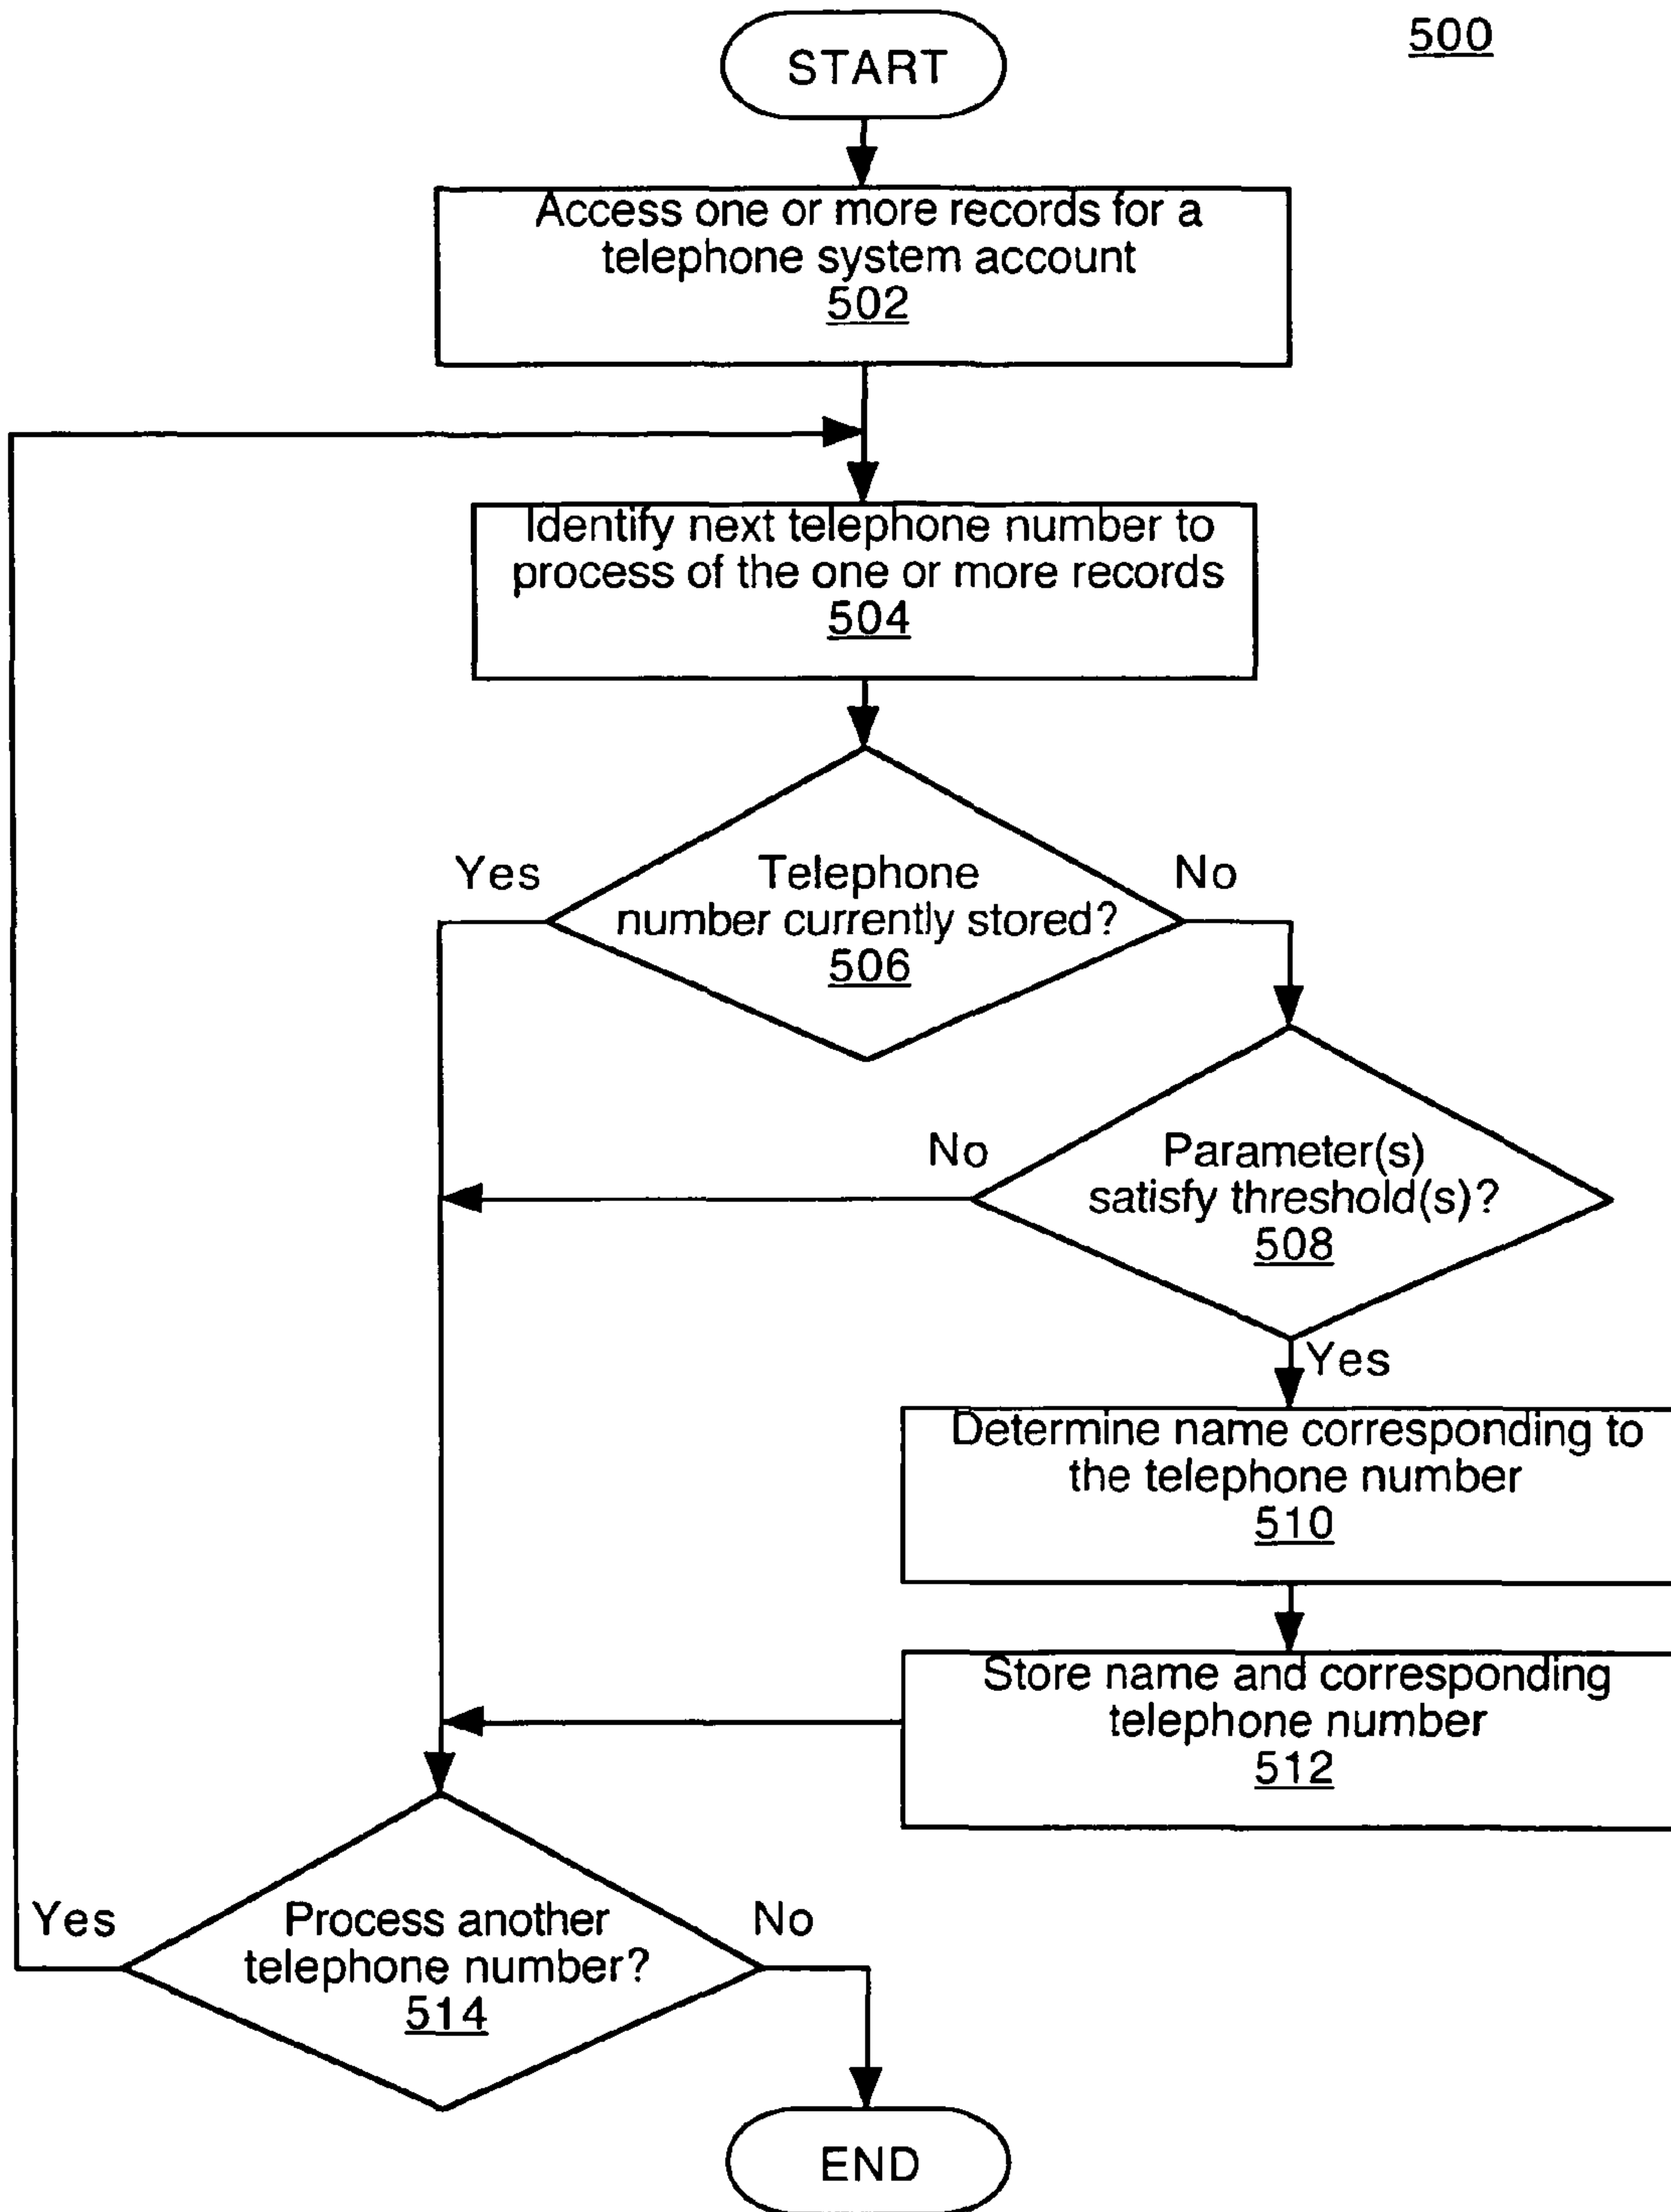 500
START
Access one or more records for a
telephone system account
502
Identify next telephone number to
process of the one or more records
504
Yes
Telephone
number currently stored?
506
No
No
Parameter(s)
satisfy threshold(s)?
508
Yes
Determine name corresponding to
the telephone number
510
Store name and corresponding
telephone number
512
Yes
Process another
telephone number?
514
No
END